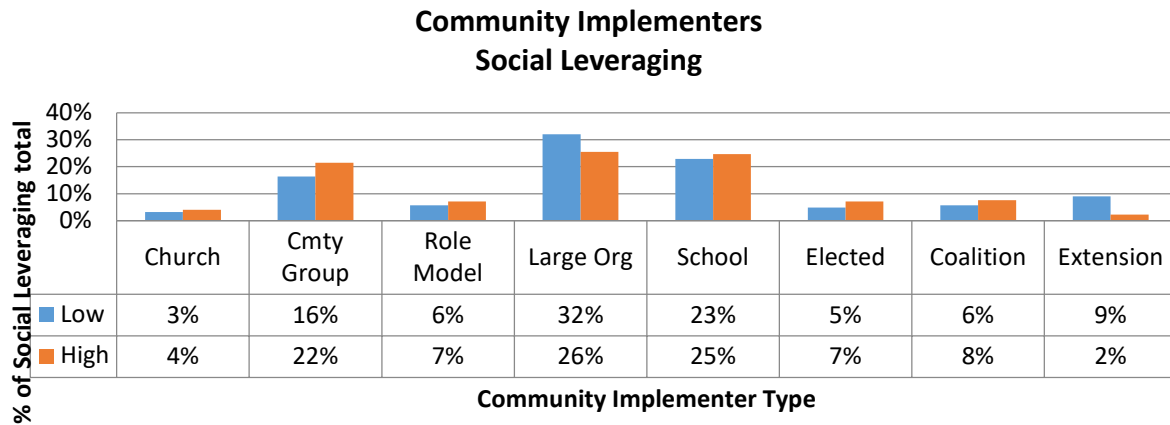 Community Implementers
Social Leveraging
% of Social Leveraging total
40%
30%
20%
10%
0%
Church Cmty Group Role Model Large Org School Elected Coalition Extension
Low 3% 16% 6% 32% 23% 5% 6% 9%
High 4% 22% 7% 26% 25% 7% 8% 2%
Community Implementer Type